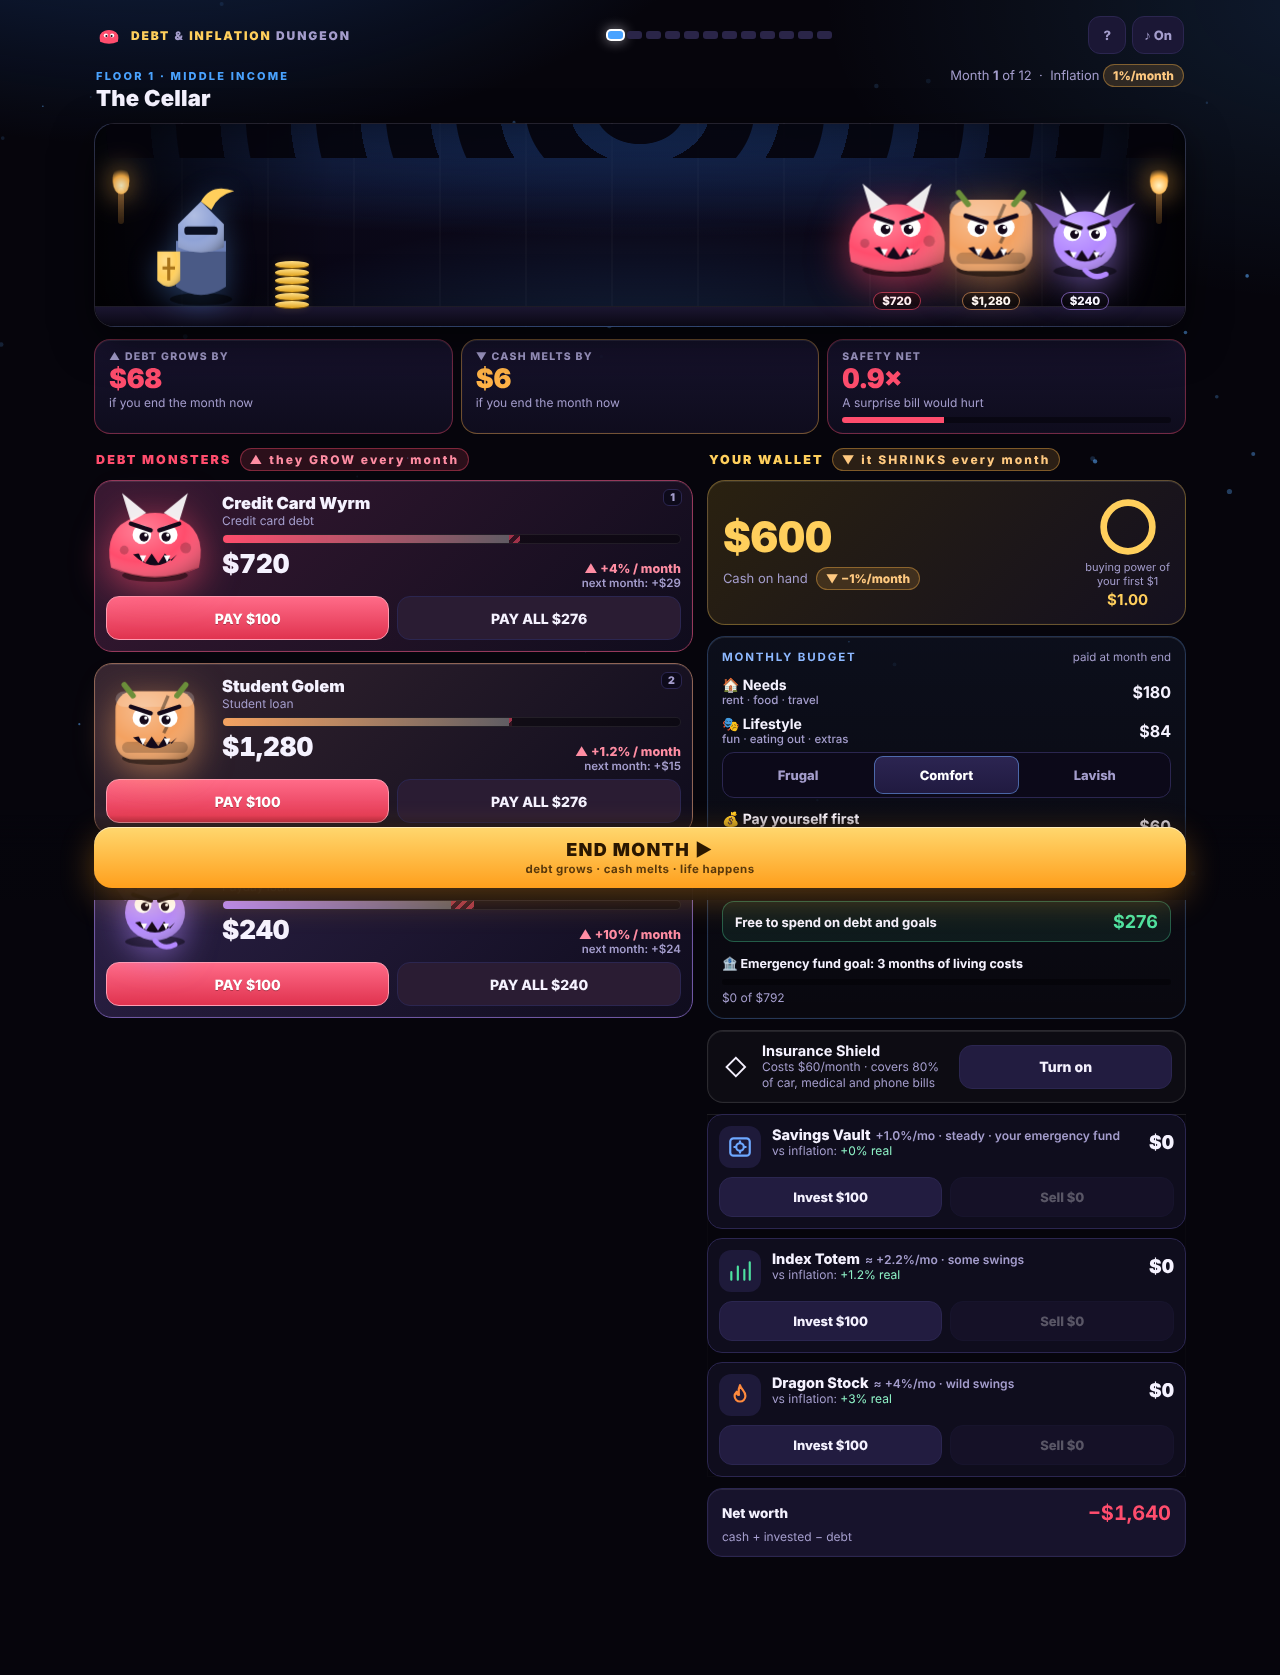 DEBT & INFLATION DUNGEON
?
♪ On
FLOOR 1 · MIDDLE INCOME
Month 1 of 12 · Inflation 1%/month
The Cellar
$720
$1,280
$240
▲ DEBT GROWS BY
$68
if you end the month now
▼ CASH MELTS BY
$6
if you end the month now
SAFETY NET
0.9×
A surprise bill would hurt
DEBT MONSTERS ▲ they GROW every month
1
Credit Card Wyrm
Credit card debt
$720
▲ +4% / month
next month: +$29
PAY $100
PAY ALL $276
2
Student Golem
Student loan
$1,280
▲ +1.2% / month
next month: +$15
PAY $100
PAY ALL $276
$240
▲ +10% / month
next month: +$24
PAY $100
PAY ALL $240
YOUR WALLET ▼ it SHRINKS every month
$600
Cash on hand ▼ −1%/month
buying power of
your first $1
$1.00
MONTHLY BUDGET
paid at month end
🏠 Needs
rent · food · travel
$180
🎭 Lifestyle
fun · eating out · extras
$84
Frugal
Comfort
Lavish
💰 Pay yourself first
$60
END MONTH ▶
debt grows · cash melts · life happens
Free to spend on debt and goals
$276
🏦 Emergency fund goal: 3 months of living costs
$0 of $792
Insurance Shield
Costs $60/month · covers 80%
of car, medical and phone bills
Turn on
Savings Vault +1.0%/mo · steady · your emergency fund
vs inflation: +0% real
$0
Invest $100
Sell $0
Index Totem ≈ +2.2%/mo · some swings
vs inflation: +1.2% real
$0
Invest $100
Sell $0
Dragon Stock ≈ +4%/mo · wild swings
vs inflation: +3% real
$0
Invest $100
Sell $0
Net worth
−$1,640
cash + invested − debt